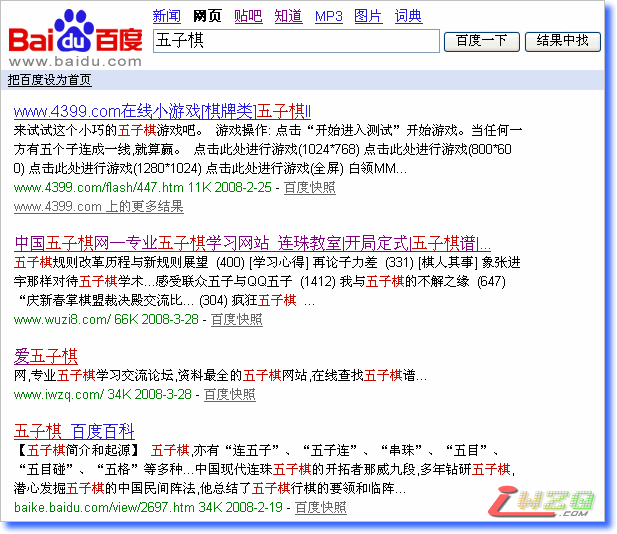 新闻 网页 贴吧 知道 MP3 图片 词典
Bai du 百度
www.baidu.com
五子棋 百度一下 结果中找
把百度设为首页
www.4399.com在线小游戏[棋牌类]五子棋||
来试试这个小巧的五子棋游戏吧。 游戏操作: 点击“开始进入测试”开始游戏。当任何一
方有五个子连成一线,就算赢。 点击此处进行游戏(1024*768) 点击此处进行游戏(800*60
0) 点击此处进行游戏(1280*1024) 点击此处进行游戏(全屏) 白领MM...
www.4399.com/flash/447.htm 11K 2008-2-25 - 百度快照
www.4399.com 上的更多结果
中国五子棋网—专业五子棋学习网站_连珠教室|开局定式|五子棋谱|...
五子棋规则改革历程与新规则展望 (400) [学习心得] 再论子力差 (331) [棋人其事] 象张进
宇那样对待五子棋学术...感受联众五子与QQ五子 (1412) 我与五子棋的不解之缘 (647)
“庆新春掌棋盟裁决殿交流比... (304) 疯狂五子棋 ...
www.wuzi8.com/ 66K 2008-3-28 - 百度快照
爱五子棋
网,专业五子棋学习交流论坛,资料最全的五子棋网站,在线查找五子棋谱...
www.iwzq.com/ 34K 2008-3-28 - 百度快照
五子棋_百度百科
【五子棋简介和起源】 五子棋,亦有“连五子”、“五子连”、“串珠”、“五目”、
“五目碰”、“五格”等多种...中国现代连珠五子棋的开拓者那威九段,多年钻研五子棋,
潜心发掘五子棋的中国民间阵法,他总结了五子棋行棋的要领和临阵...
baike.baidu.com/view/2697.htm 34K 2008-2-19 - 百度快照
iWZQ
.COM